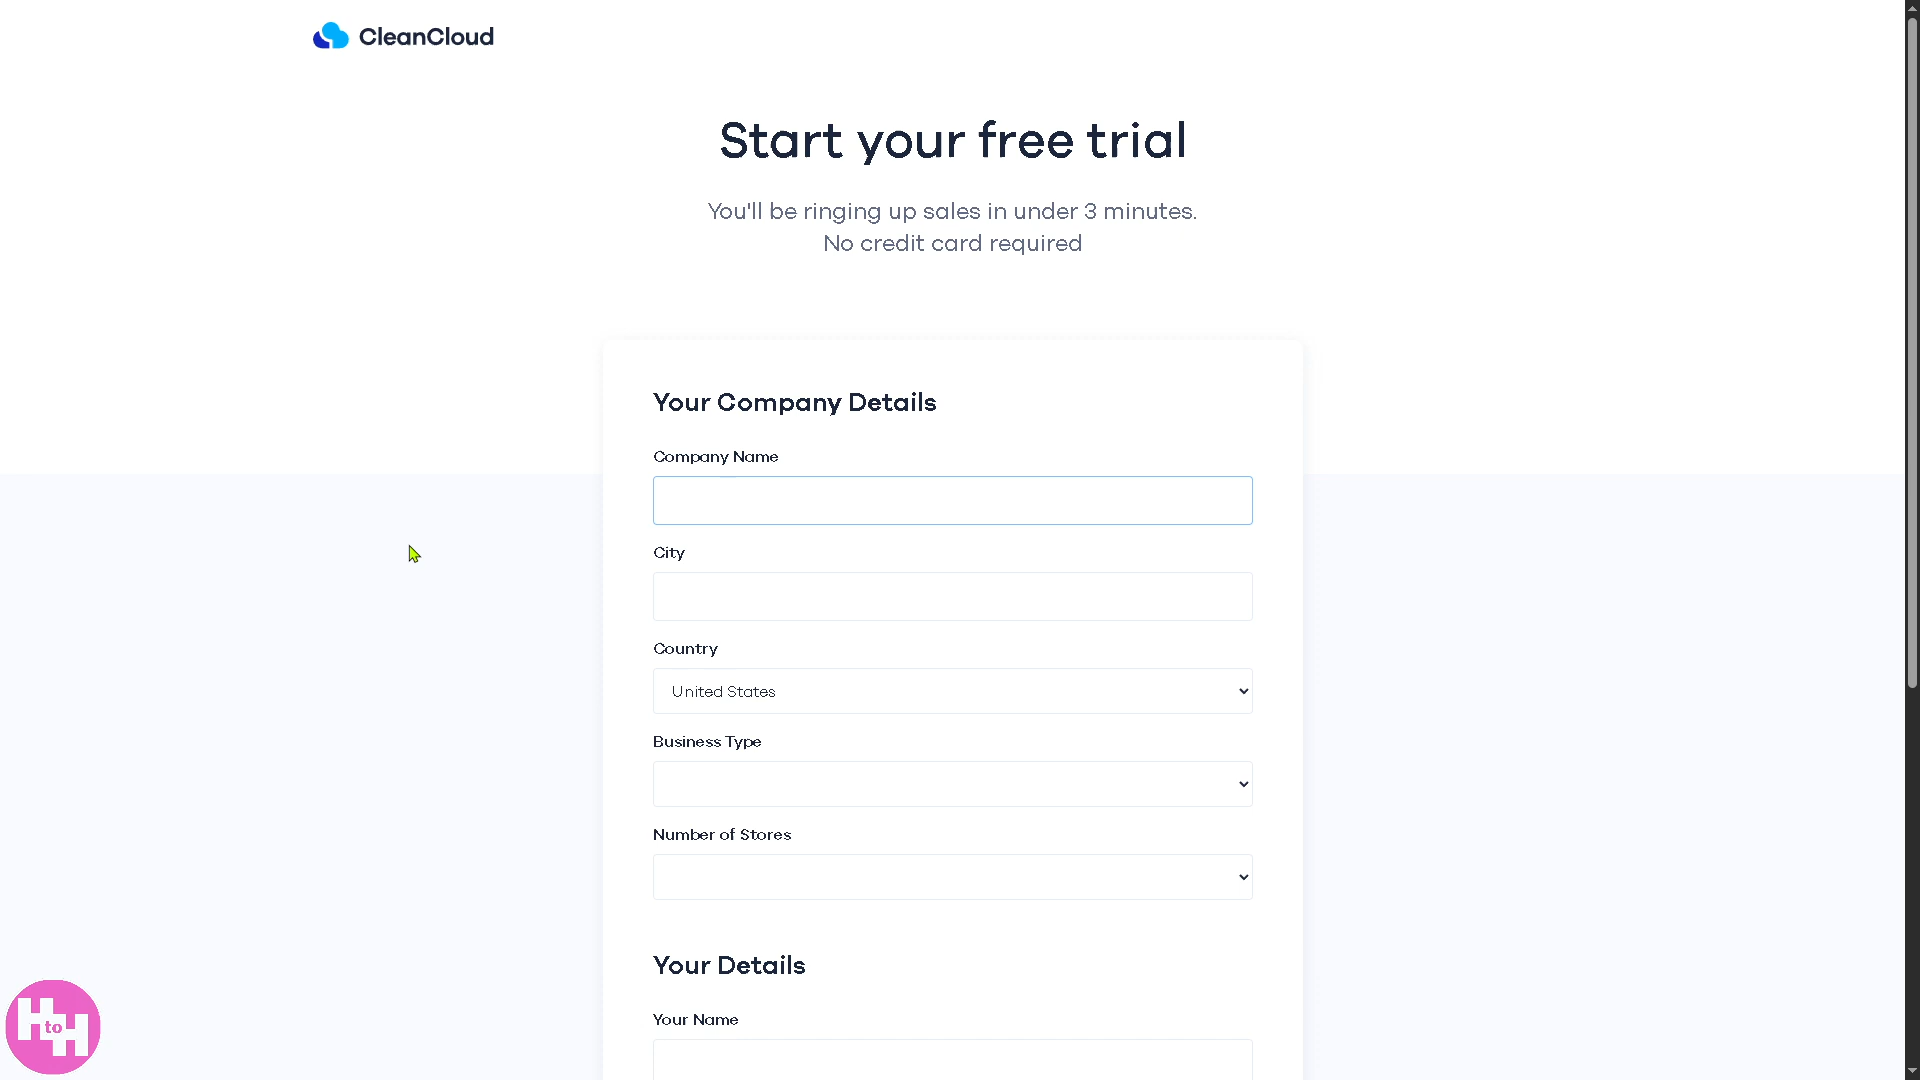 CleanCloud
Start your free trial
You'll be ringing up sales in under 3 minutes.
No credit card required
Your Company Details
Company Name
City
Country
United States
Business Type
Number of Stores
Your Details
Your Name
H to H